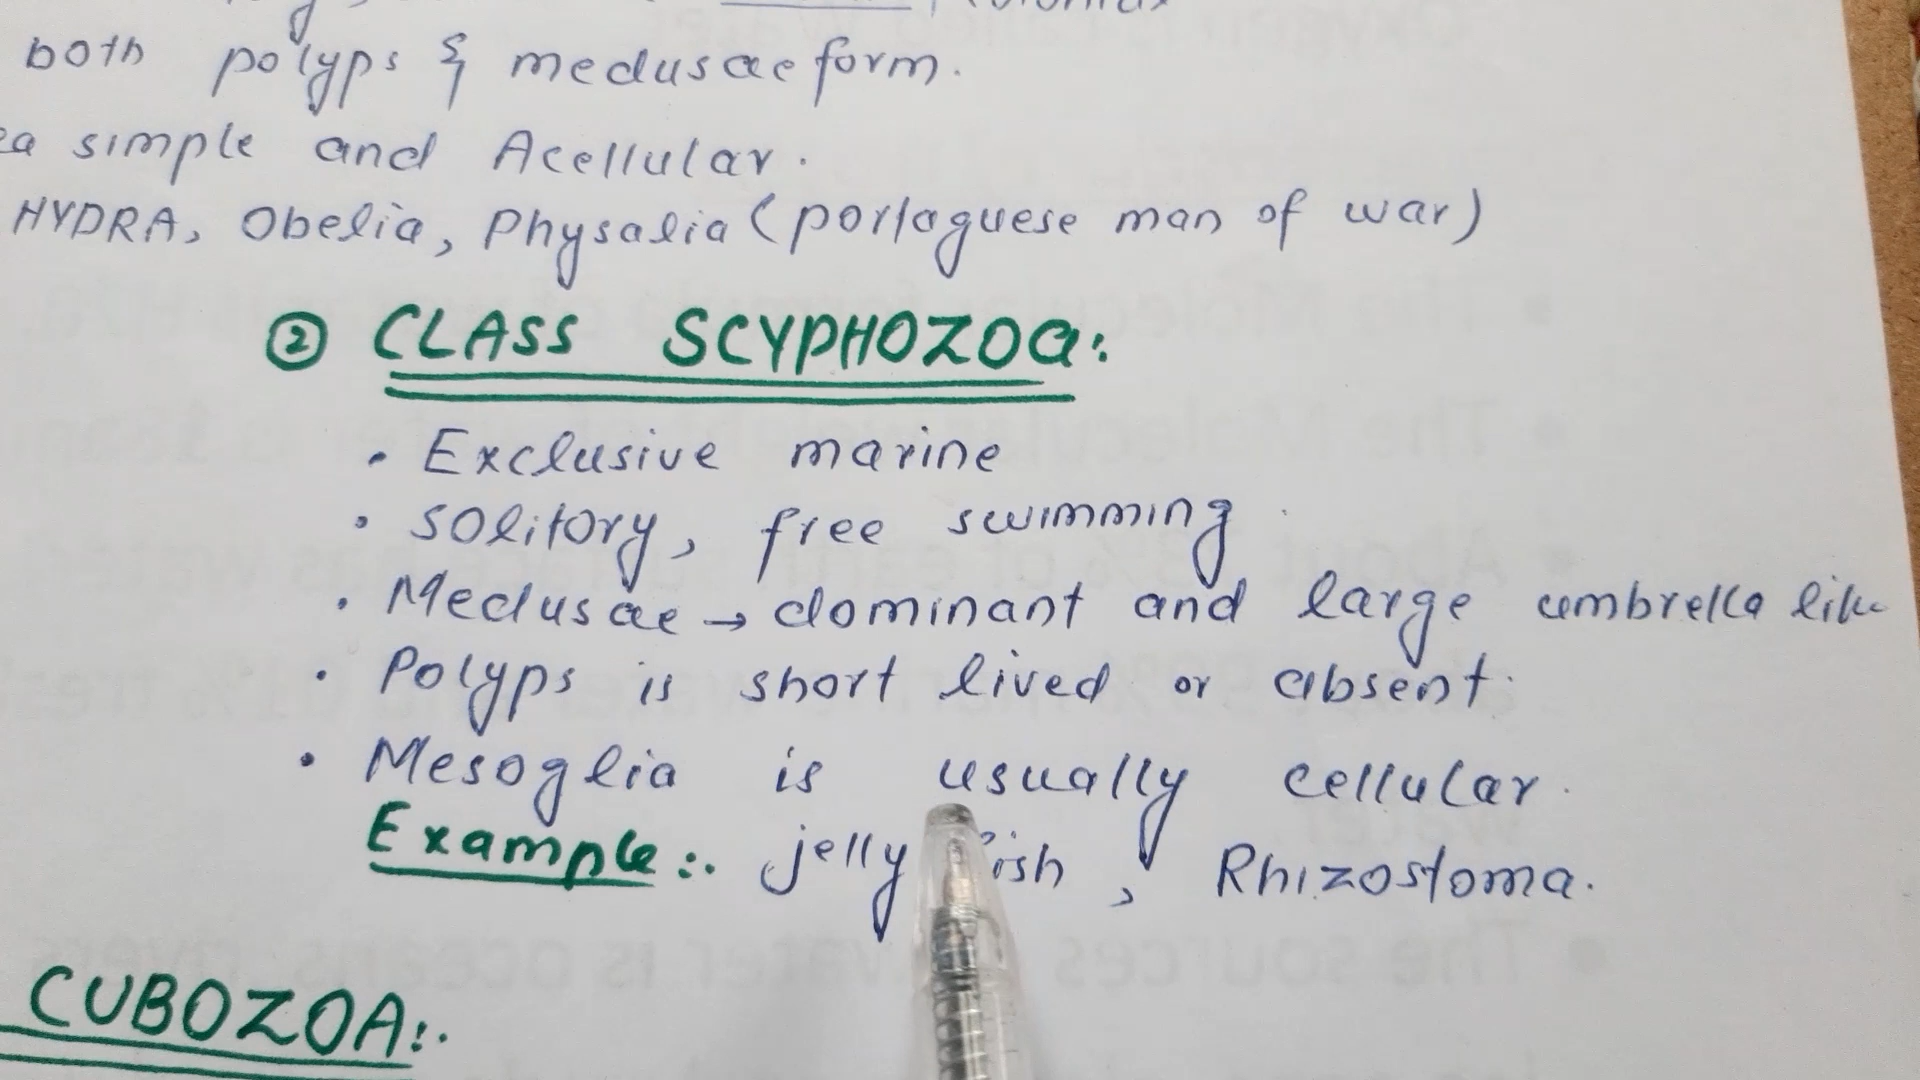 both polyps & medusae form.
simple and Acellular.
HYDRA, Obelia, Physalia (portaguese man of war)
② CLASS SCYPHOZOa:
• Exclusive marine
• Solitory, free swimming
• Medusae → dominant and large umbrella like
• Polyps is short lived or absent.
• Mesoglia is usually cellular.
Example:. jelly fish, Rhizostoma.
CUBOZOA:.